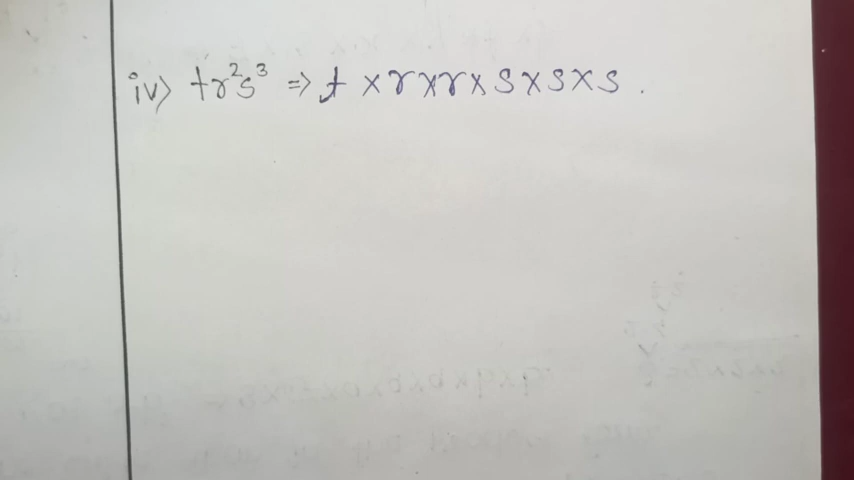 iv) tr²s³ ⇒ t × r × r × s × s × s .